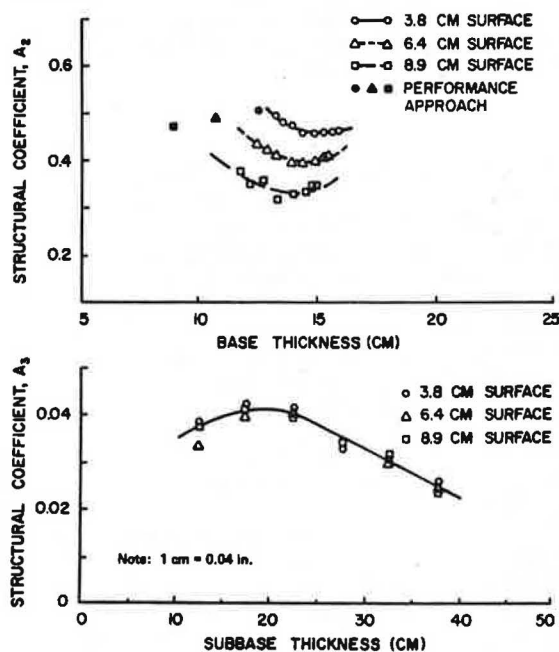 STRUCTURAL COEFFICIENT, A2
0.6
0.4
0.2
3.8 CM SURFACE
6.4 CM SURFACE
8.9 CM SURFACE
PERFORMANCE
APPROACH
5 10 15 20 25
BASE THICKNESS (CM)
STRUCTURAL COEFFICIENT, A3
0.04
0.02
0
3.8 CM SURFACE
6.4 CM SURFACE
8.9 CM SURFACE
Note: 1 cm = 0.04 in.
0 10 20 30 40 50
SUBBASE THICKNESS (CM)